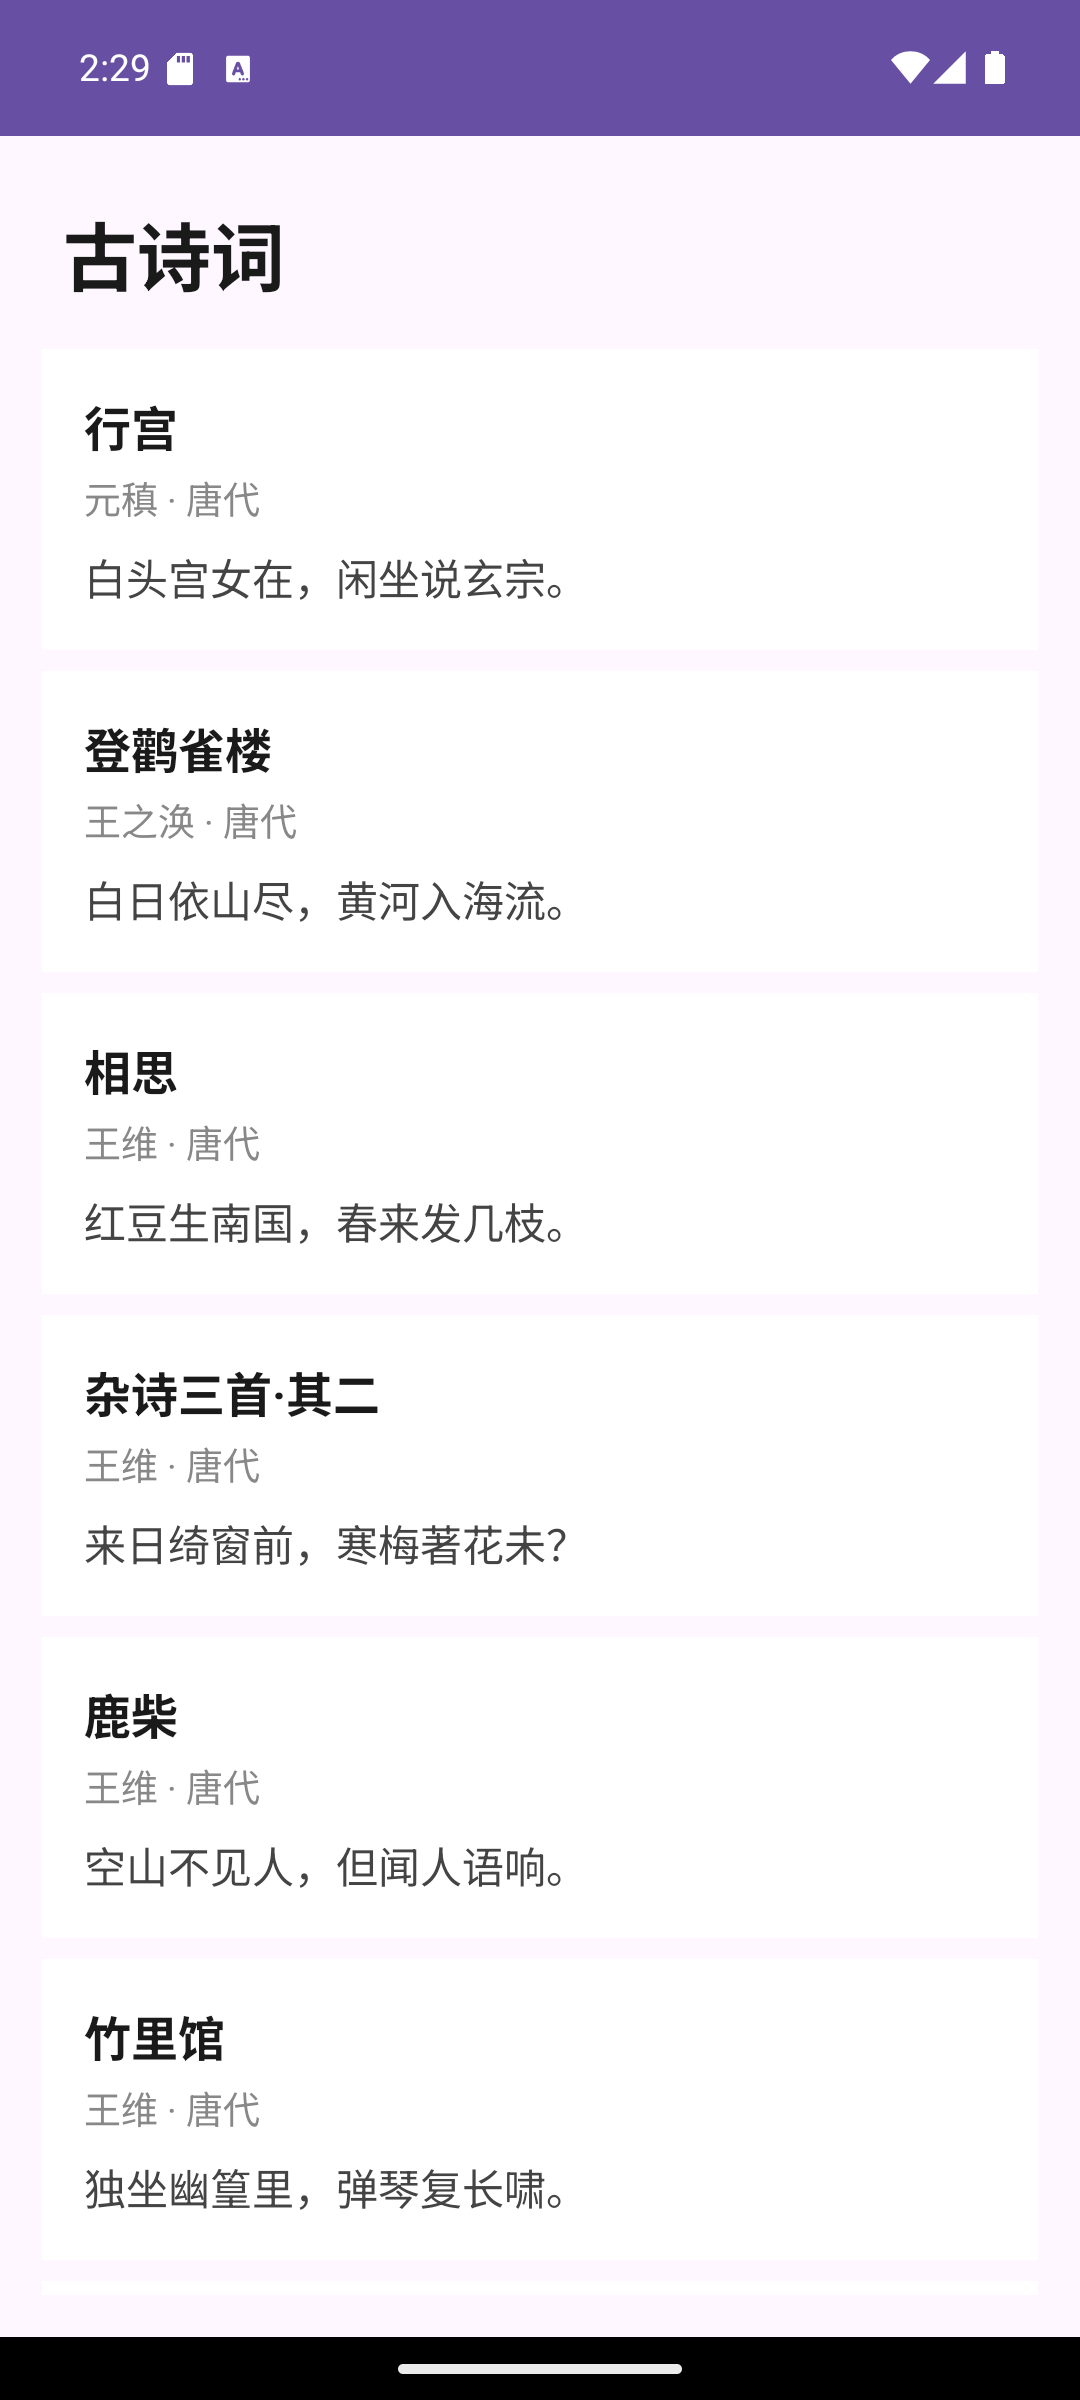 2:29
古诗词
行宫
元稹 · 唐代
白头宫女在，闲坐说玄宗。
登鹳雀楼
王之涣 · 唐代
白日依山尽，黄河入海流。
相思
王维 · 唐代
红豆生南国，春来发几枝。
杂诗三首·其二
王维 · 唐代
来日绮窗前，寒梅著花未？
鹿柴
王维 · 唐代
空山不见人，但闻人语响。
竹里馆
王维 · 唐代
独坐幽篁里，弹琴复长啸。